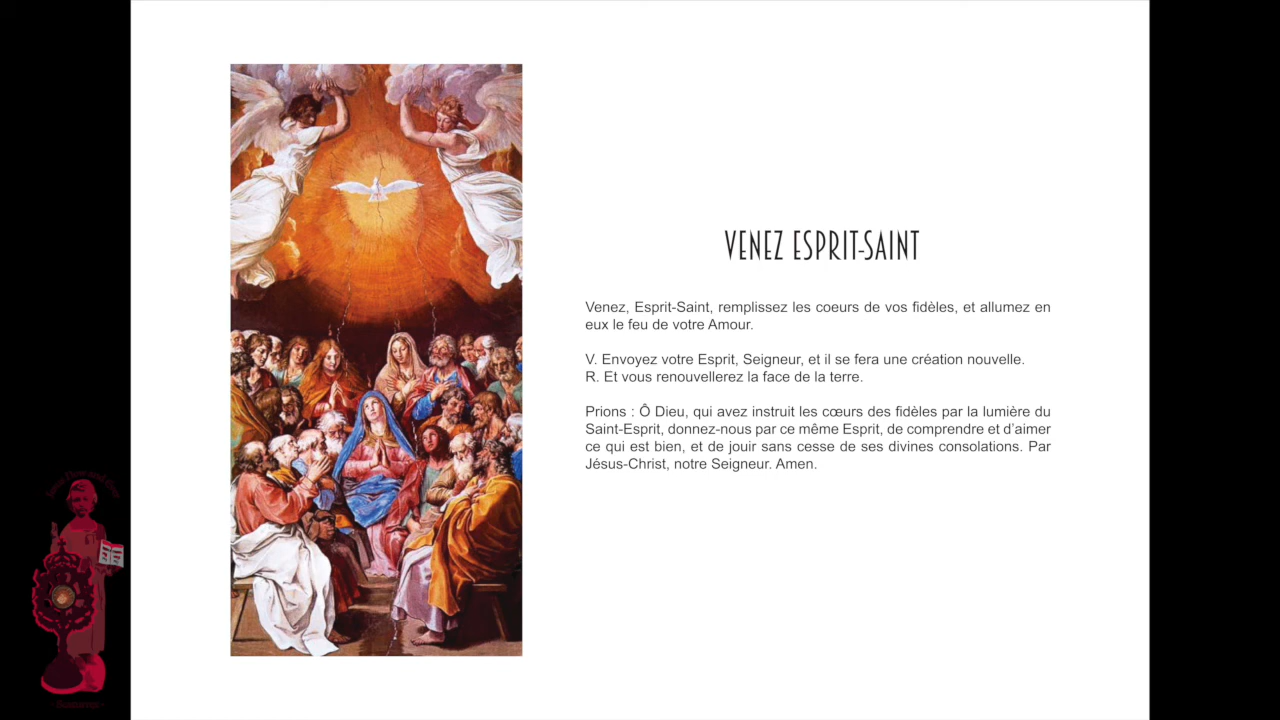 VENEZ ESPRIT-SAINT
Venez, Esprit-Saint, remplissez les coeurs de vos fidèles, et allumez en
eux le feu de votre Amour.
V. Envoyez votre Esprit, Seigneur, et il se fera une création nouvelle.
R. Et vous renouvellerez la face de la terre.
Prions : Ô Dieu, qui avez instruit les cœurs des fidèles par la lumière du
Saint-Esprit, donnez-nous par ce même Esprit, de comprendre et d’aimer
ce qui est bien, et de jouir sans cesse de ses divines consolations. Par
Jésus-Christ, notre Seigneur. Amen.